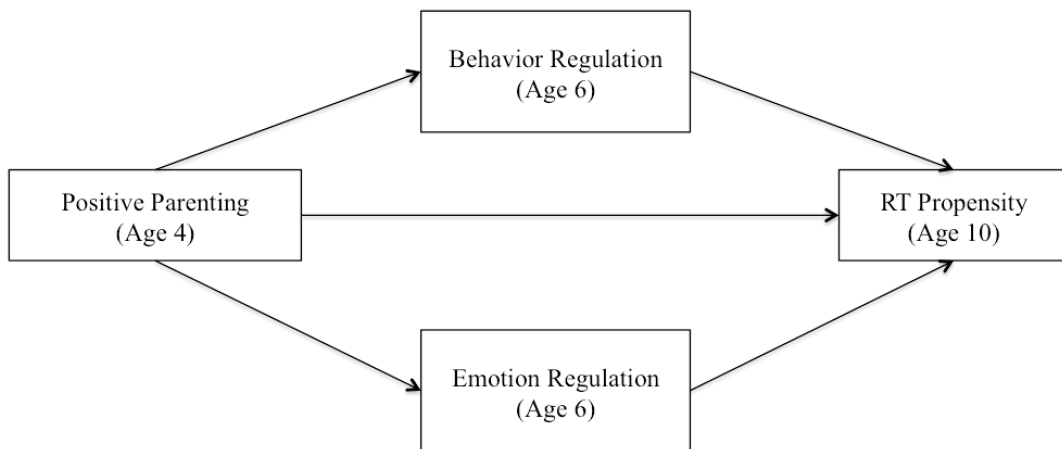 Behavior Regulation
(Age 6)
Positive Parenting
(Age 4)
RT Propensity
(Age 10)
Emotion Regulation
(Age 6)